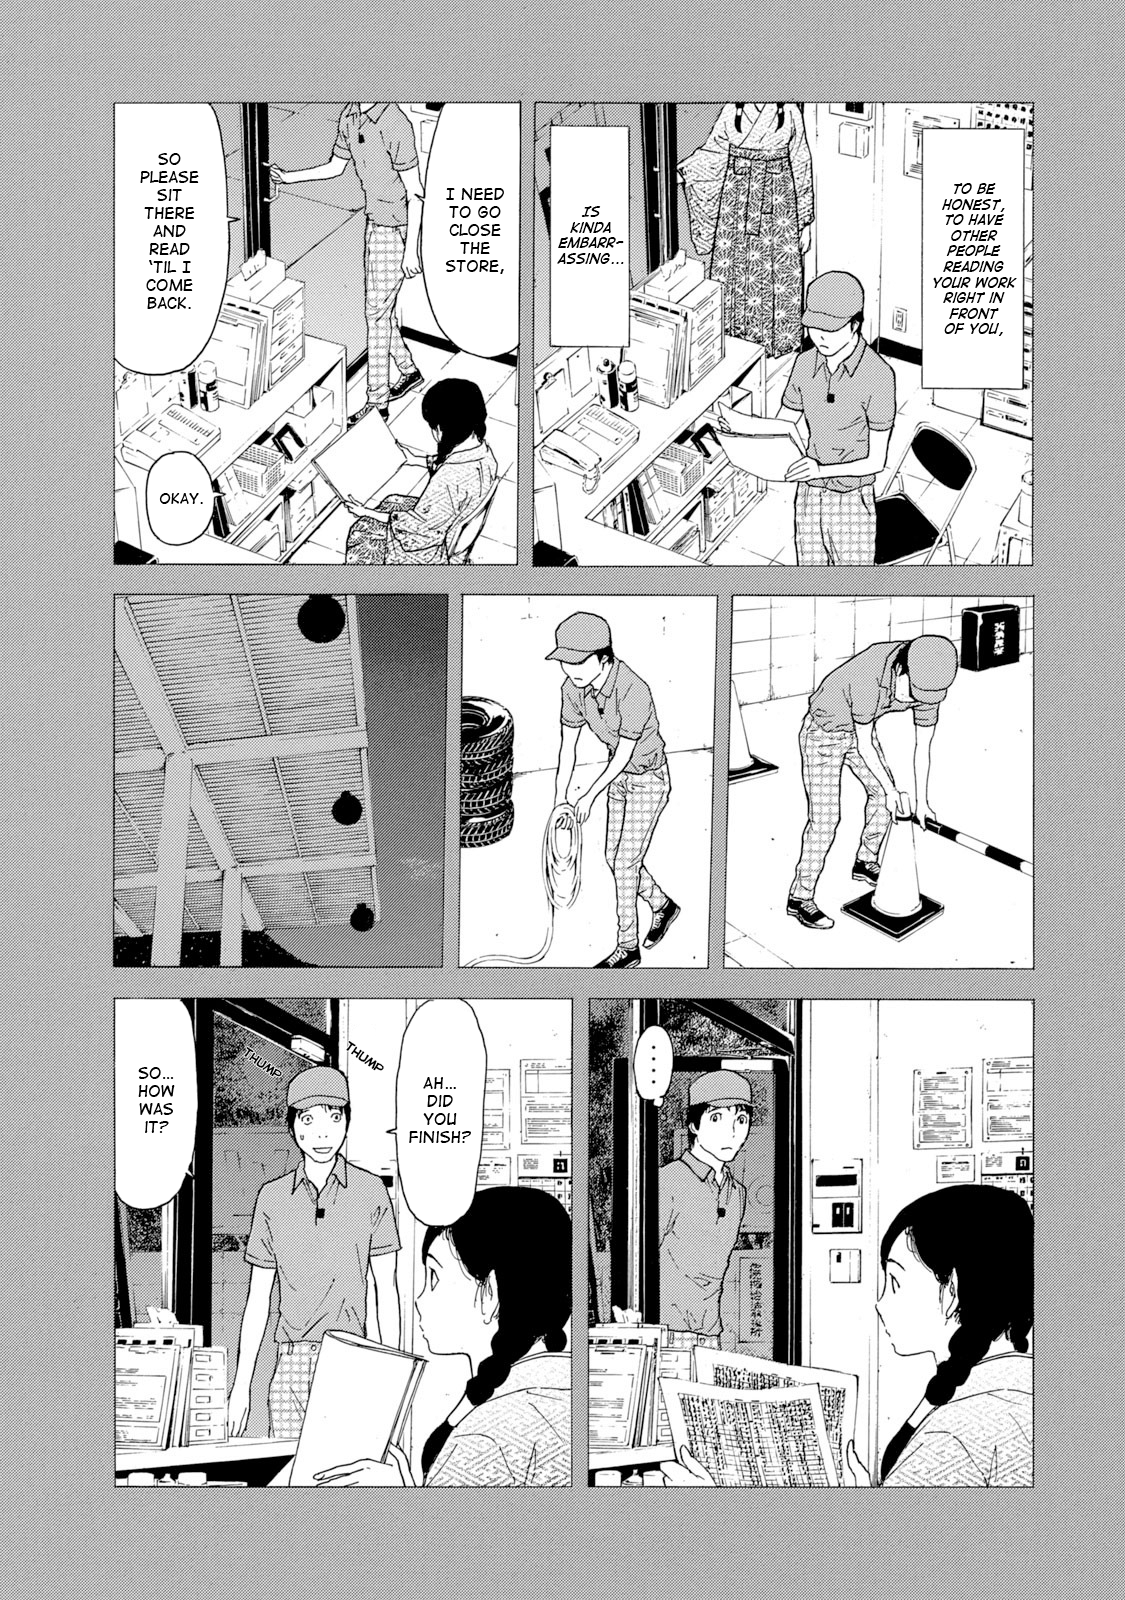 TO BE
HONEST,
TO HAVE
OTHER
PEOPLE
READING
YOUR WORK
RIGHT IN
FRONT
OF YOU,
IS
KINDA
EMBARR-
ASSING...
I NEED
TO GO
CLOSE
THE
STORE,
SO
PLEASE
SIT
THERE
AND
READ
'TIL I
COME
BACK.
OKAY.
....
AH...
DID
YOU
FINISH?
THUMP
THUMP
SO...
HOW
WAS
IT?